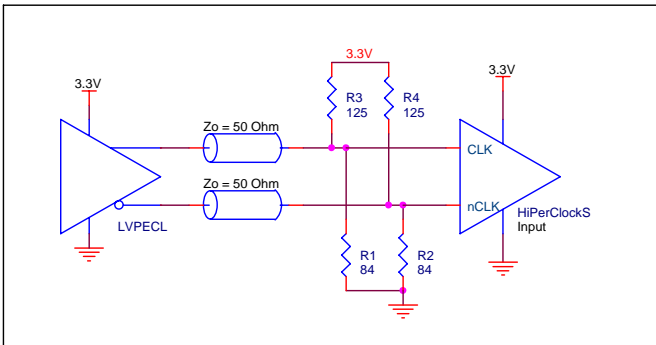 3.3V
3.3V
3.3V
R3
125
R4
125
Zo = 50 Ohm
CLK
Zo = 50 Ohm
nCLK
HiPerClockS
Input
LVPECL
R1
84
R2
84